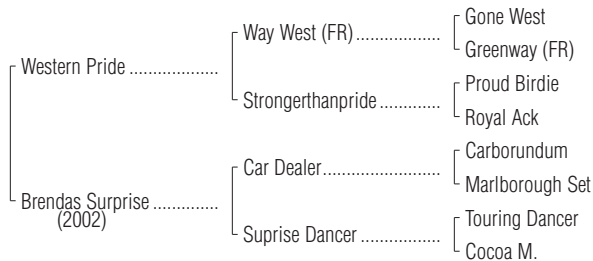 Gone West
Way West (FR) ..................
Greenway (FR)
Western Pride ...................
Proud Birdie
Strongerthanpride .............
Royal Ack
Carborundum
Car Dealer.........................
Marlborough Set
Brendas Surprise ..............
(2002)
Touring Dancer
Suprise Dancer .................
Cocoa M.